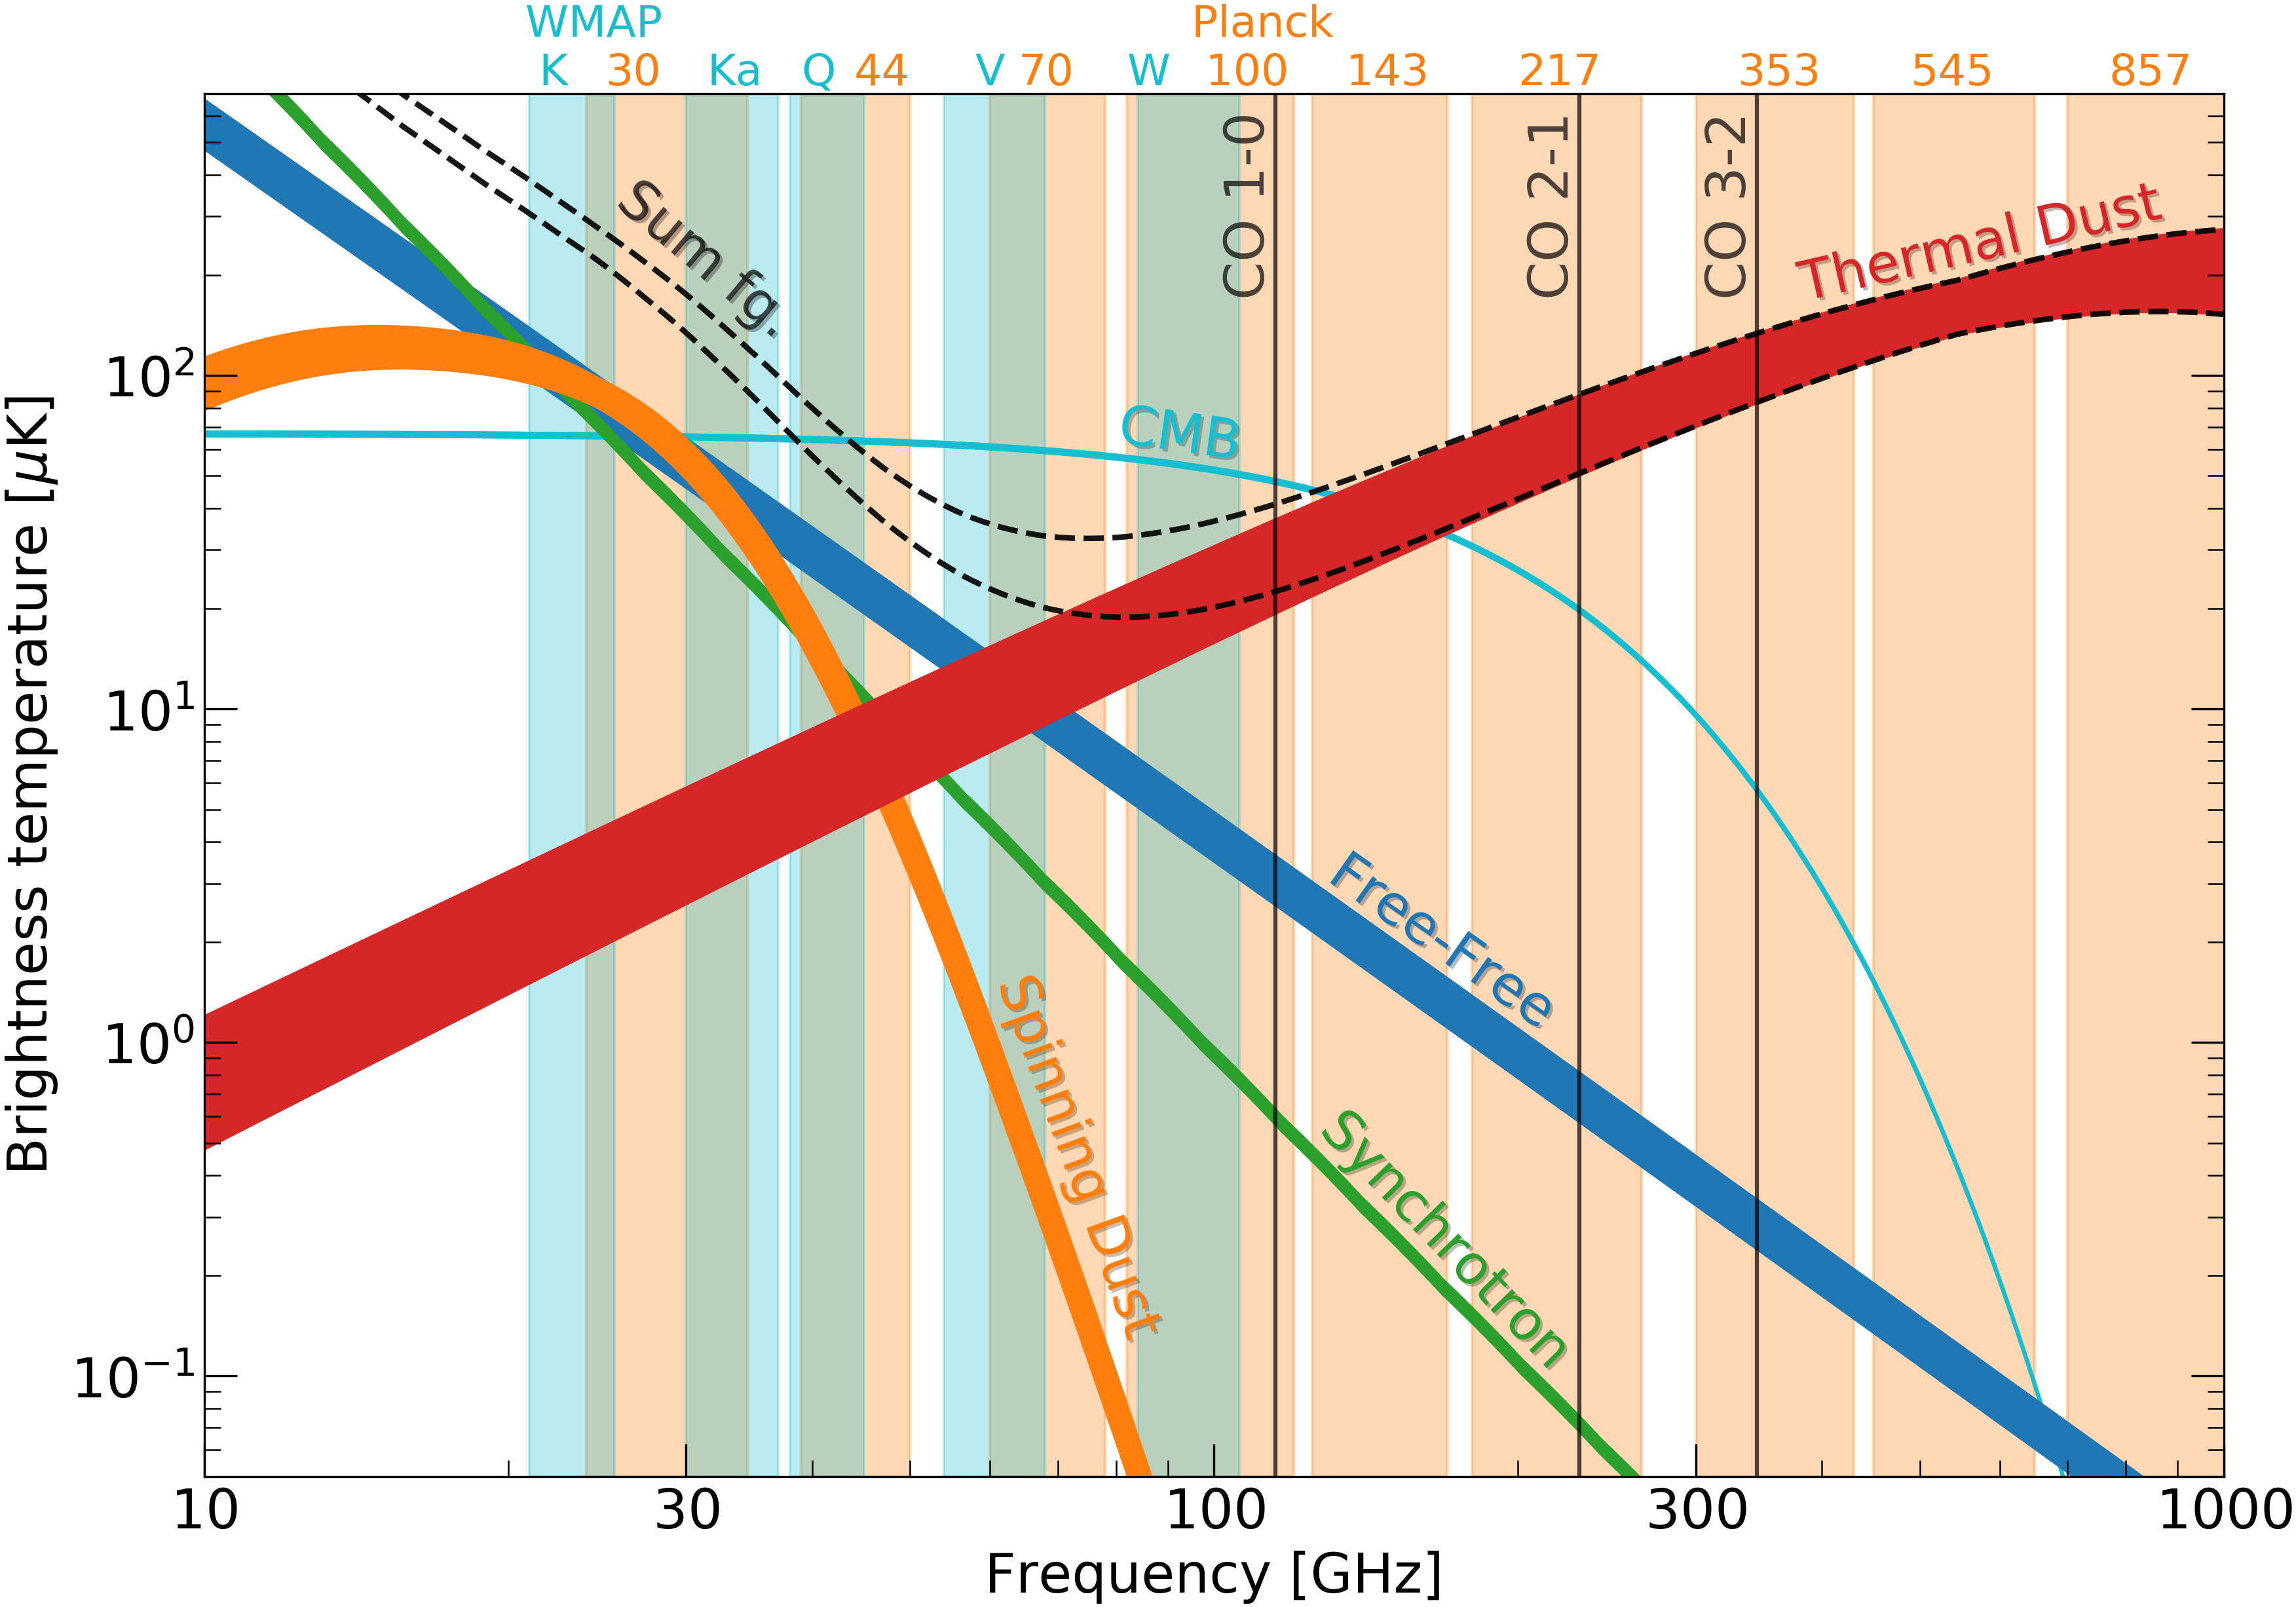 WMAP Planck
K 30 Ka Q 44 V 70 W 100 143 217 353 545 857
CO 1-0
CO 2-1
CO 3-2
Sum fg.
Thermal Dust
CMB
Free-Free
Spinning Dust
Synchrotron
Brightness temperature [μK]
10²
10¹
10⁰
10⁻¹
10 30 100 300 1000
Frequency [GHz]